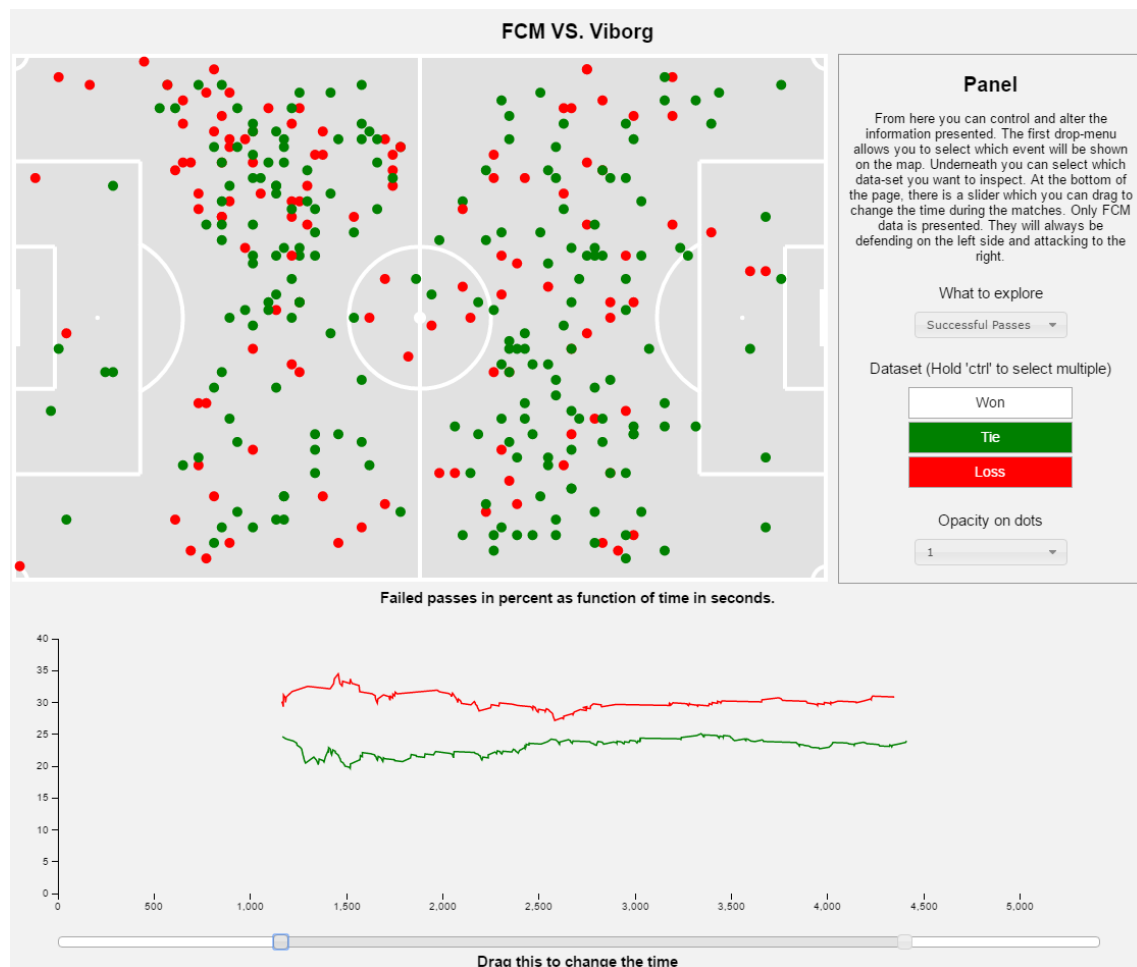 FCM VS. Viborg
Panel
From here you can control and alter the
information presented. The first drop-menu
allows you to select which event will be shown
on the map. Underneath you can select which
data-set you want to inspect. At the bottom of
the page, there is a slider which you can drag to
change the time during the matches. Only FCM
data is presented. They will always be
defending on the left side and attacking to the
right.
What to explore
Successful Passes
Dataset (Hold 'ctrl' to select multiple)
Won
Tie
Loss
Opacity on dots
1
Failed passes in percent as function of time in seconds.
40
35
30
25
20
15
10
5
0
0 500 1,000 1,500 2,000 2,500 3,000 3,500 4,000 4,500 5,000
Drag this to change the time